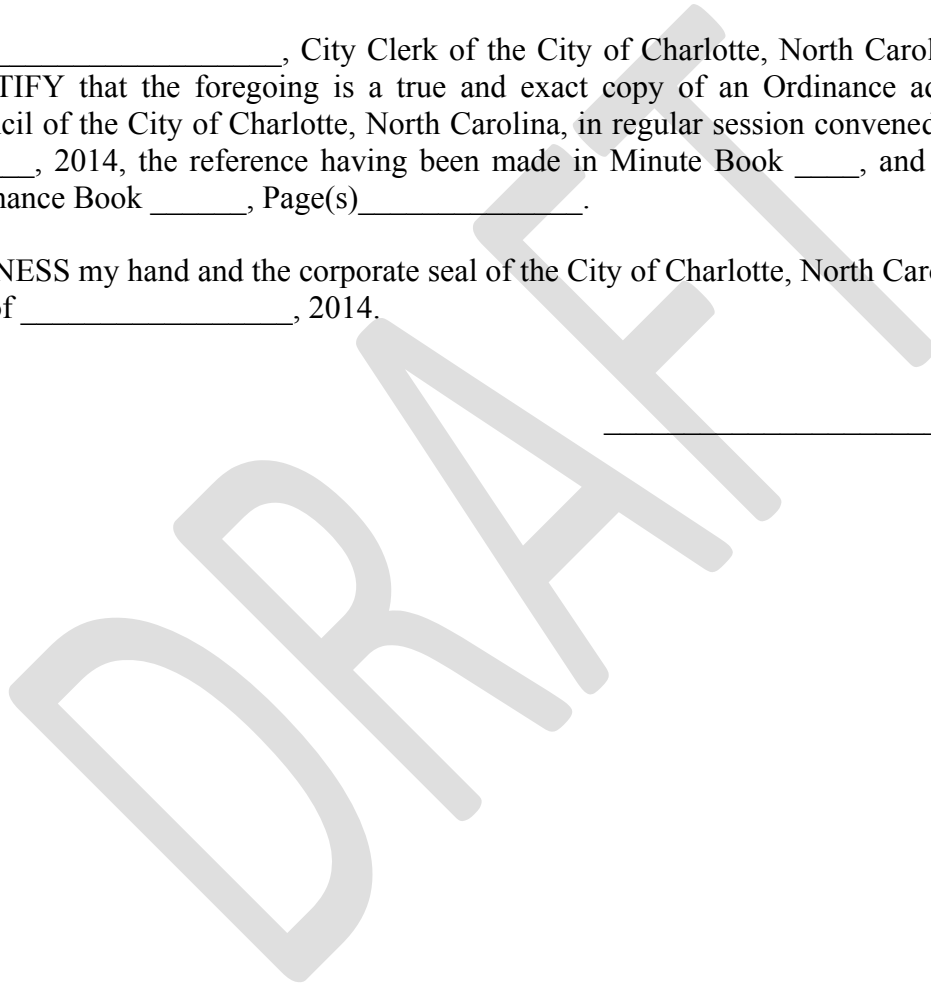 _________________, City Clerk of the City of Charlotte, North Carol
TIFY that the foregoing is a true and exact copy of an Ordinance ad
cil of the City of Charlotte, North Carolina, in regular session convened
__, 2014, the reference having been made in Minute Book ____, and
nance Book ______, Page(s)______________.
NESS my hand and the corporate seal of the City of Charlotte, North Caro
of _________________, 2014.
DRAFT